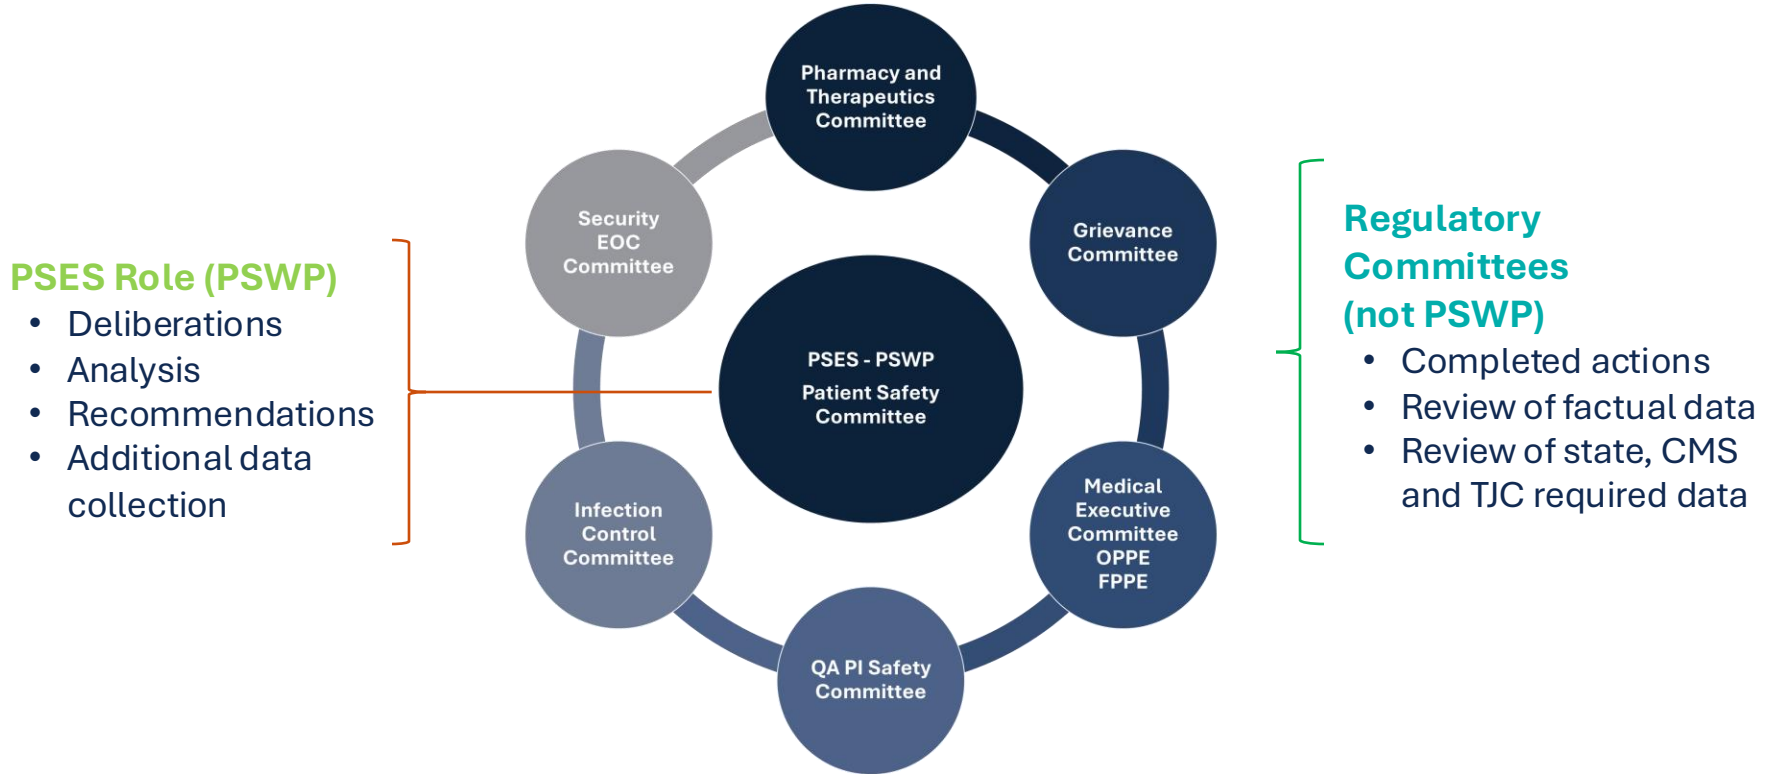 PSES Role (PSWP)
• Deliberations
• Analysis
• Recommendations
• Additional data
collection
Pharmacy and
Therapeutics
Committee
Grievance
Committee
Medical
Executive
Committee
OPPE
FPPE
QA PI Safety
Committee
Infection
Control
Committee
Security
EOC
Committee
PSES - PSWP
Patient Safety
Committee
Regulatory
Committees
(not PSWP)
• Completed actions
• Review of factual data
• Review of state, CMS
and TJC required data